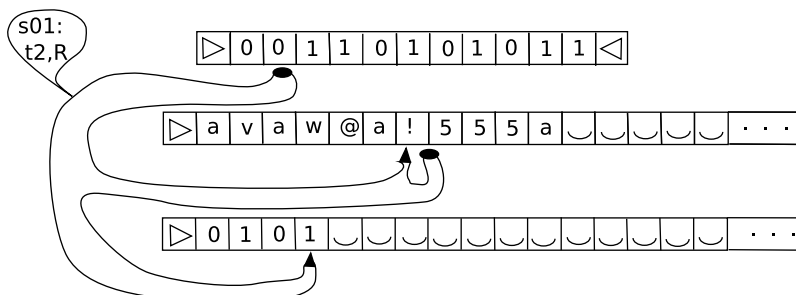 s01:
t2,R
▷ 0 0 1 1 0 1 0 1 0 1 1 ◁
▷ a v a w @ a ! 5 5 5 a ...
▷ 0 1 0 1 ...